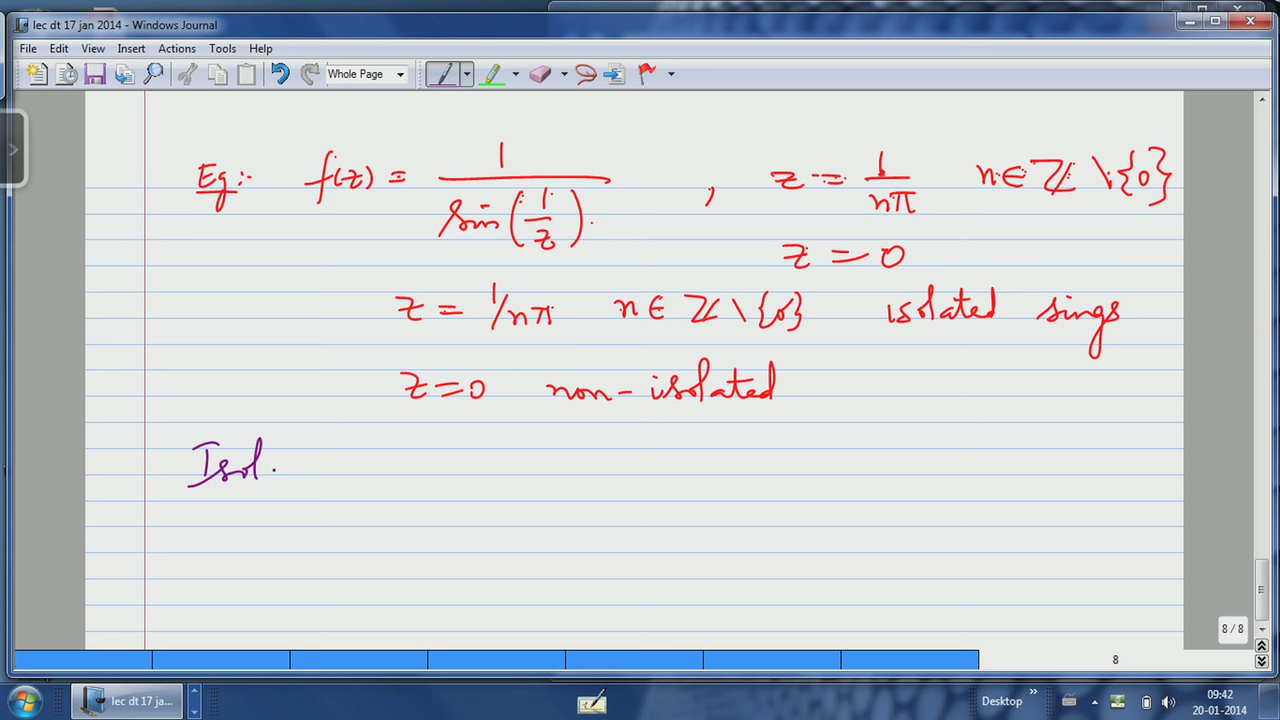 lec dt 17 jan 2014 - Windows Journal
File Edit View Insert Actions Tools Help
Whole Page
Eg:- f(z) = 1/sin(1/z). , z = 1/nπ n∈ℤ\{0}
z = 0
z = 1/nπ n∈ℤ\{0} isolated sings
z=0 non-isolated
Isol.
8 / 8
8
lec dt 17 ja...
Desktop
09:42
20-01-2014